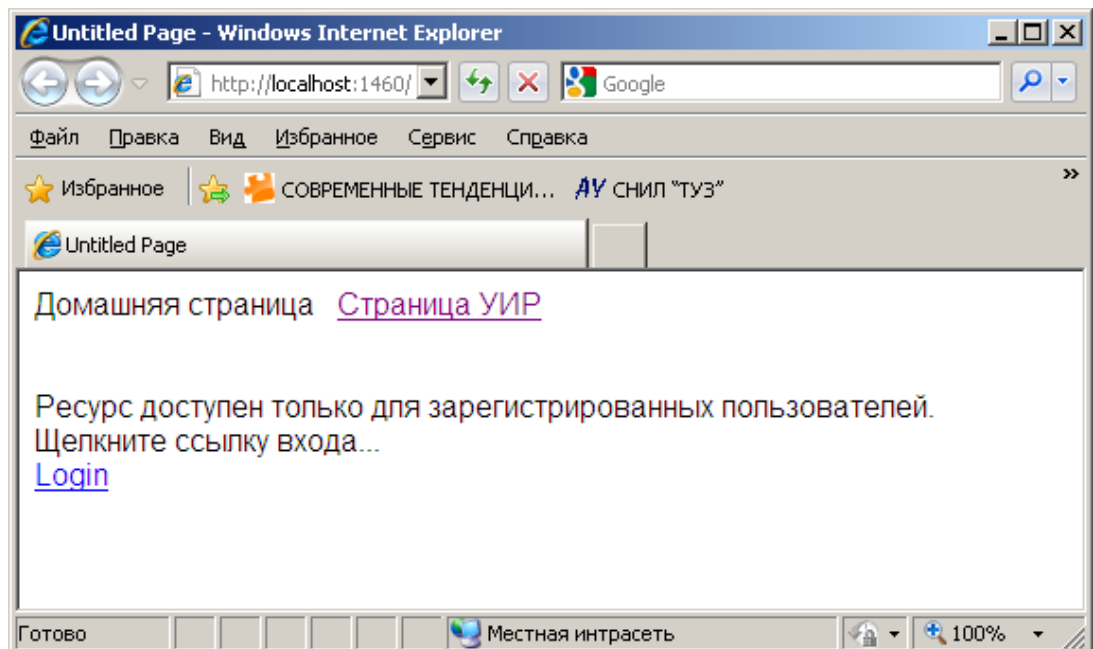 Untitled Page - Windows Internet Explorer
http://localhost:1460/ Google
Файл Правка Вид Избранное Сервис Справка
Избранное СОВРЕМЕННЫЕ ТЕНДЕНЦИ... AY СНИЛ "ТУЗ" »
Untitled Page
Домашняя страница Страница УИР
Ресурс доступен только для зарегистрированных пользователей.
Щелкните ссылку входа...
Login
Готово Местная интрасеть 100%